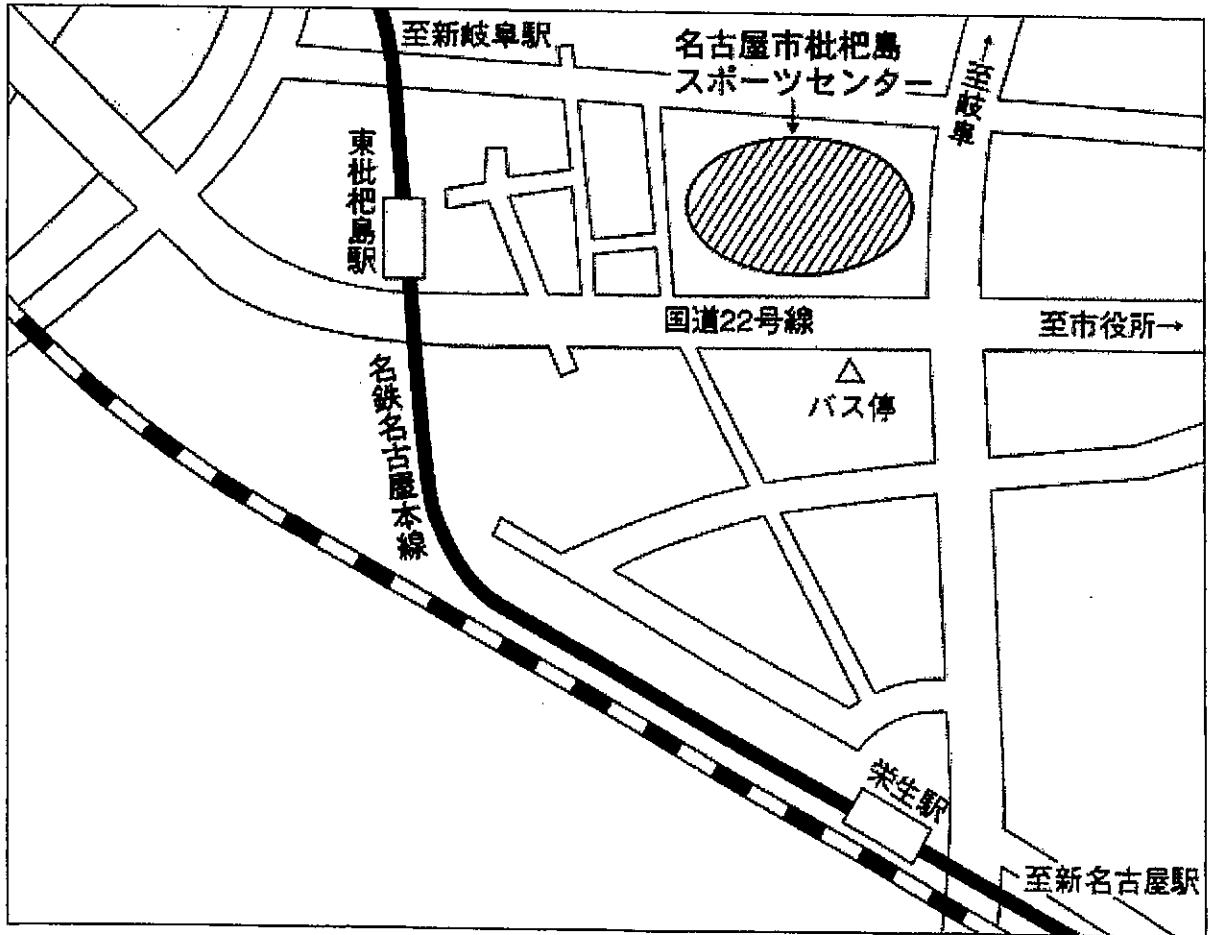 至新岐阜駅
名古屋市枇杷島
スポーツセンター
至岐阜→
東枇杷島駅
国道22号線
至市役所→
バス停
名鉄名古屋本線
栄生駅
至新名古屋駅